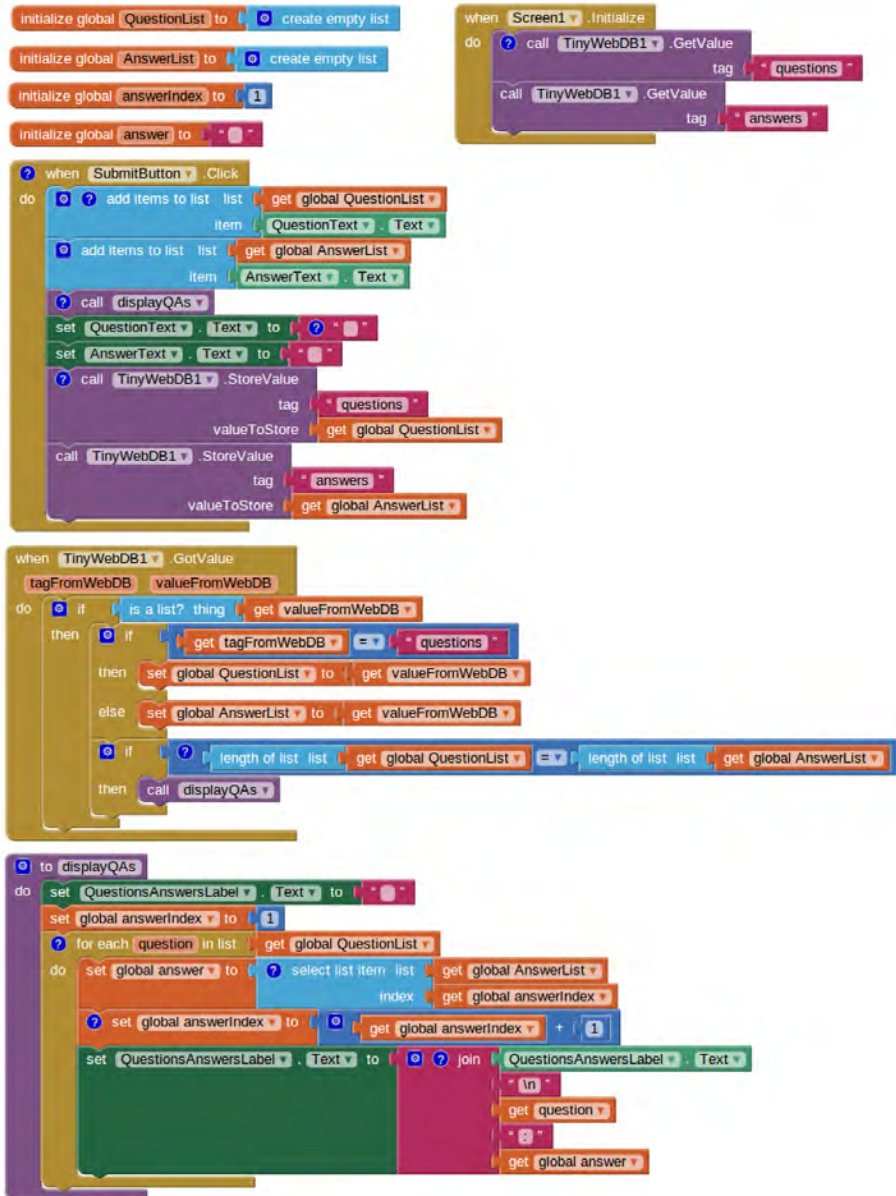 initialize global QuestionList to create empty list
initialize global AnswerList to create empty list
initialize global answerIndex to 1
initialize global answer to " "
when Screen1 .Initialize
do ? call TinyWebDB1 .GetValue
tag " questions "
call TinyWebDB1 .GetValue
tag " answers "
? when SubmitButton .Click
do ? add items to list list get global QuestionList
item QuestionText . Text
add items to list list get global AnswerList
item AnswerText . Text
? call displayQAs
set QuestionText . Text to ? " "
set AnswerText . Text to " "
? call TinyWebDB1 .StoreValue
tag " questions "
valueToStore get global QuestionList
call TinyWebDB1 .StoreValue
tag " answers "
valueToStore get global AnswerList
when TinyWebDB1 .GotValue
tagFromWebDB valueFromWebDB
do if is a list? thing get valueFromWebDB
then if get tagFromWebDB = " questions "
then set global QuestionList to get valueFromWebDB
else set global AnswerList to get valueFromWebDB
if ? length of list list get global QuestionList = length of list list get global AnswerList
then call displayQAs
to displayQAs
do set QuestionsAnswersLabel . Text to " "
set global answerIndex to 1
? for each question in list get global QuestionList
do set global answer to ? select list item list get global AnswerList
index get global answerIndex
? set global answerIndex to get global answerIndex + 1
set QuestionsAnswersLabel . Text to ? join QuestionsAnswersLabel . Text
" \n "
get question
" : "
get global answer